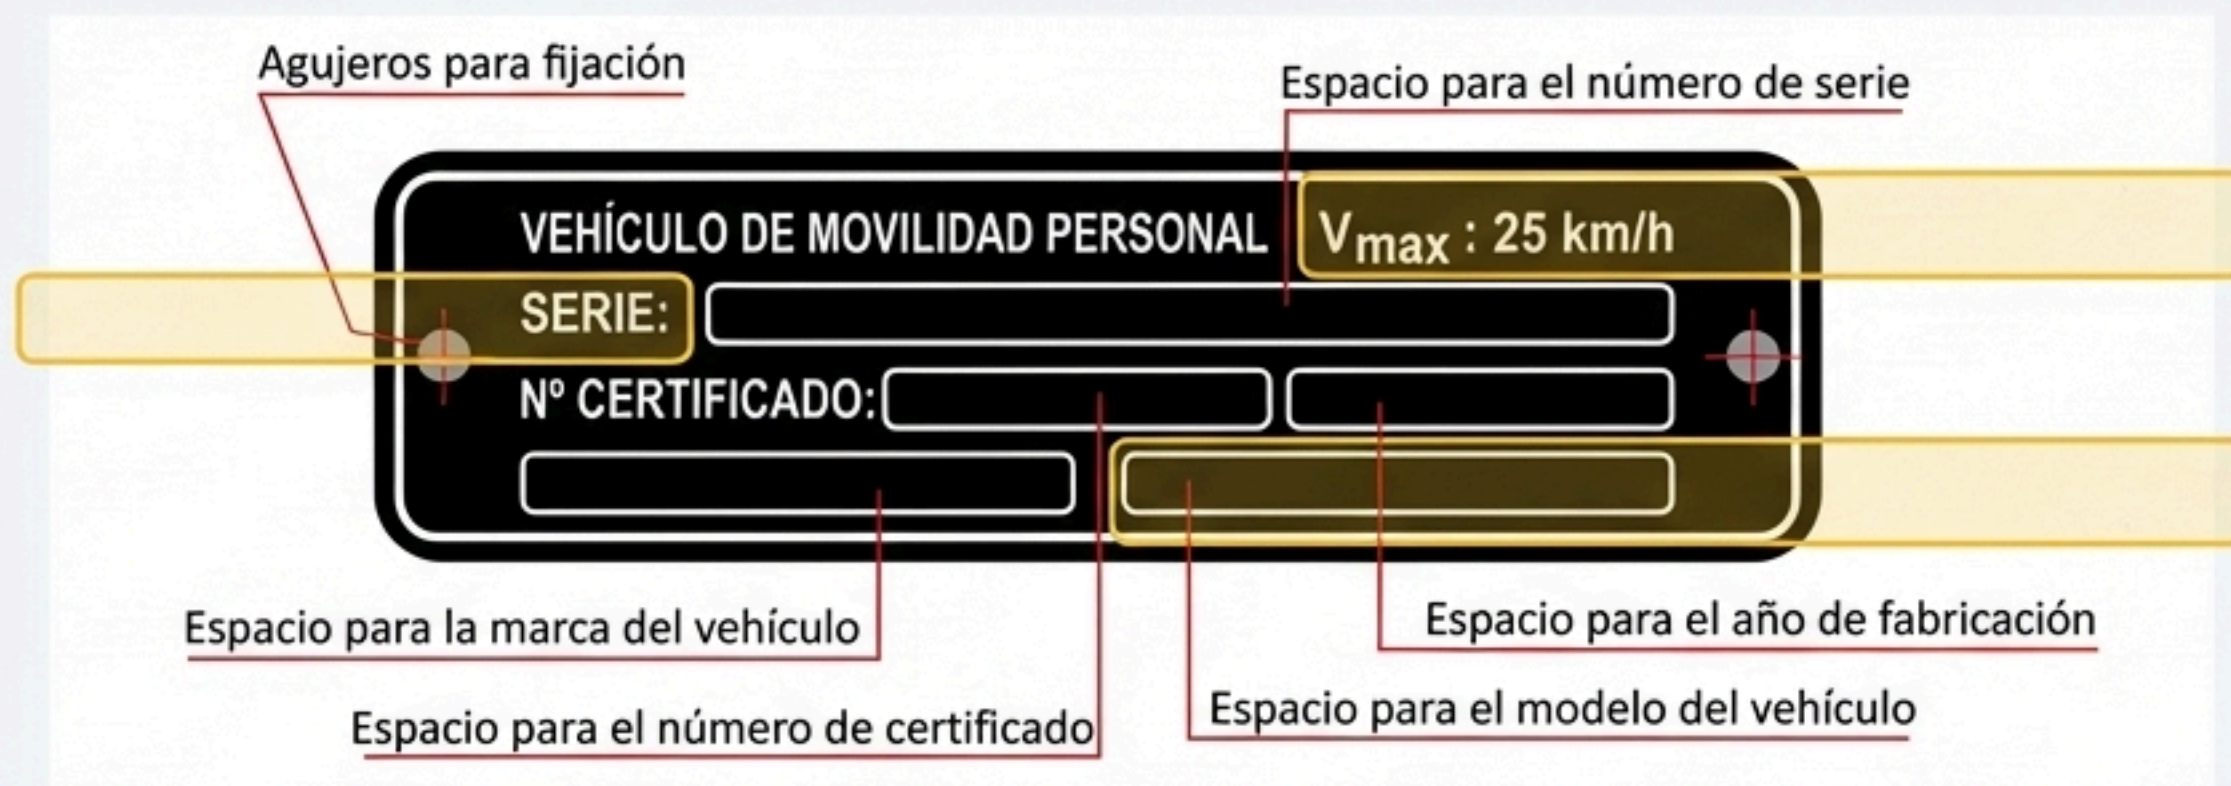 Agujeros para fijación
Espacio para el número de serie
VEHÍCULO DE MOVILIDAD PERSONAL Vmax : 25 km/h
SERIE:
Nº CERTIFICADO:
Espacio para la marca del vehículo
Espacio para el año de fabricación
Espacio para el número de certificado
Espacio para el modelo del vehículo